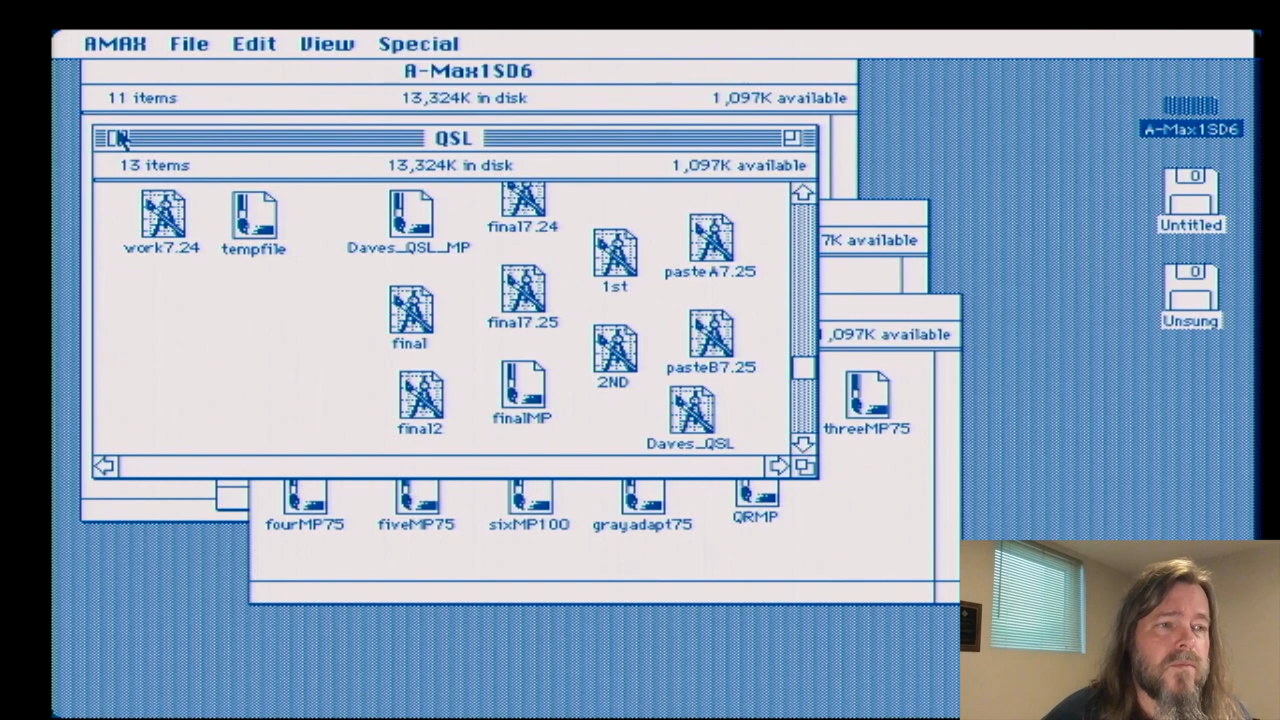 AMAX File Edit View Special
A-Max1SD6
11 items 13,324K in disk 1,097K available
QSL
13 items 13,324K in disk 1,097K available
work7.24
tempfile
Daves_QSL_MP
final7.24
1st
pasteA7.25
final
final7.25
2ND
pasteB7.25
final2
finalMP
Daves_QSL
7K available
1,097K available
threeMP75
fourMP75 fiveMP75 sixMP100 grayadapt75 QRMP
A-Max1SD6
Untitled
Unsung